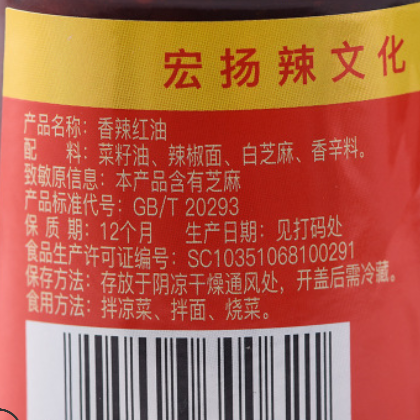 宏扬辣文化
产品名称：香辣红油
配　　料：菜籽油、辣椒面、白芝麻、香辛料。
致敏原信息：本产品含有芝麻
产品标准代号：GB/T 20293
保 质 期：12个月　生产日期：见打码处
食品生产许可证编号：SC10351068100291
保存方法：存放于阴凉干燥通风处，开盖后需冷藏。
食用方法：拌凉菜、拌面、烧菜。